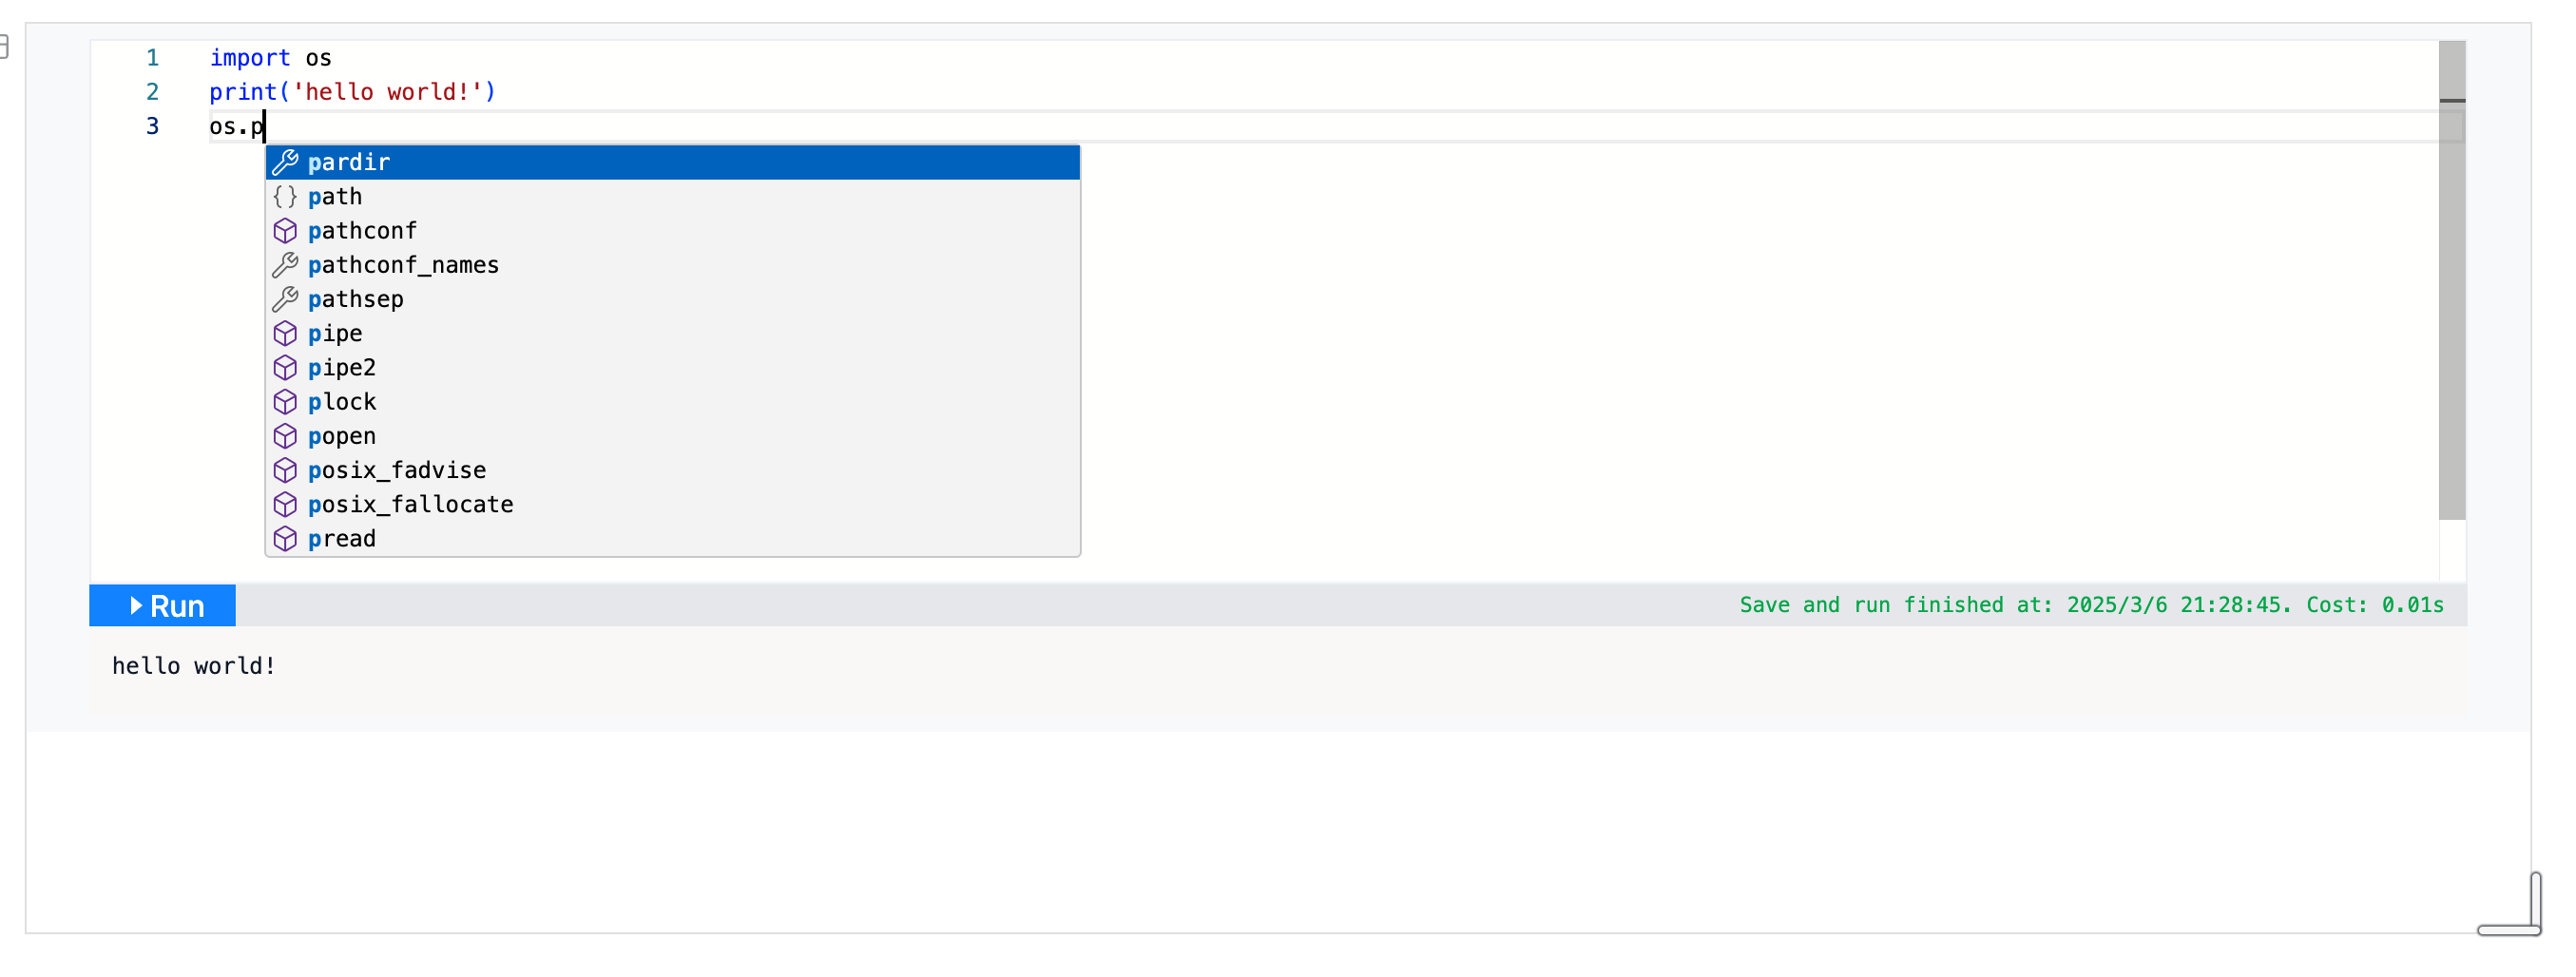 1 import os
2 print('hello world!')
3 os.p
pardir
{} path
pathconf
pathconf_names
pathsep
pipe
pipe2
plock
popen
posix_fadvise
posix_fallocate
pread
Run Save and run finished at: 2025/3/6 21:28:45. Cost: 0.01s
hello world!